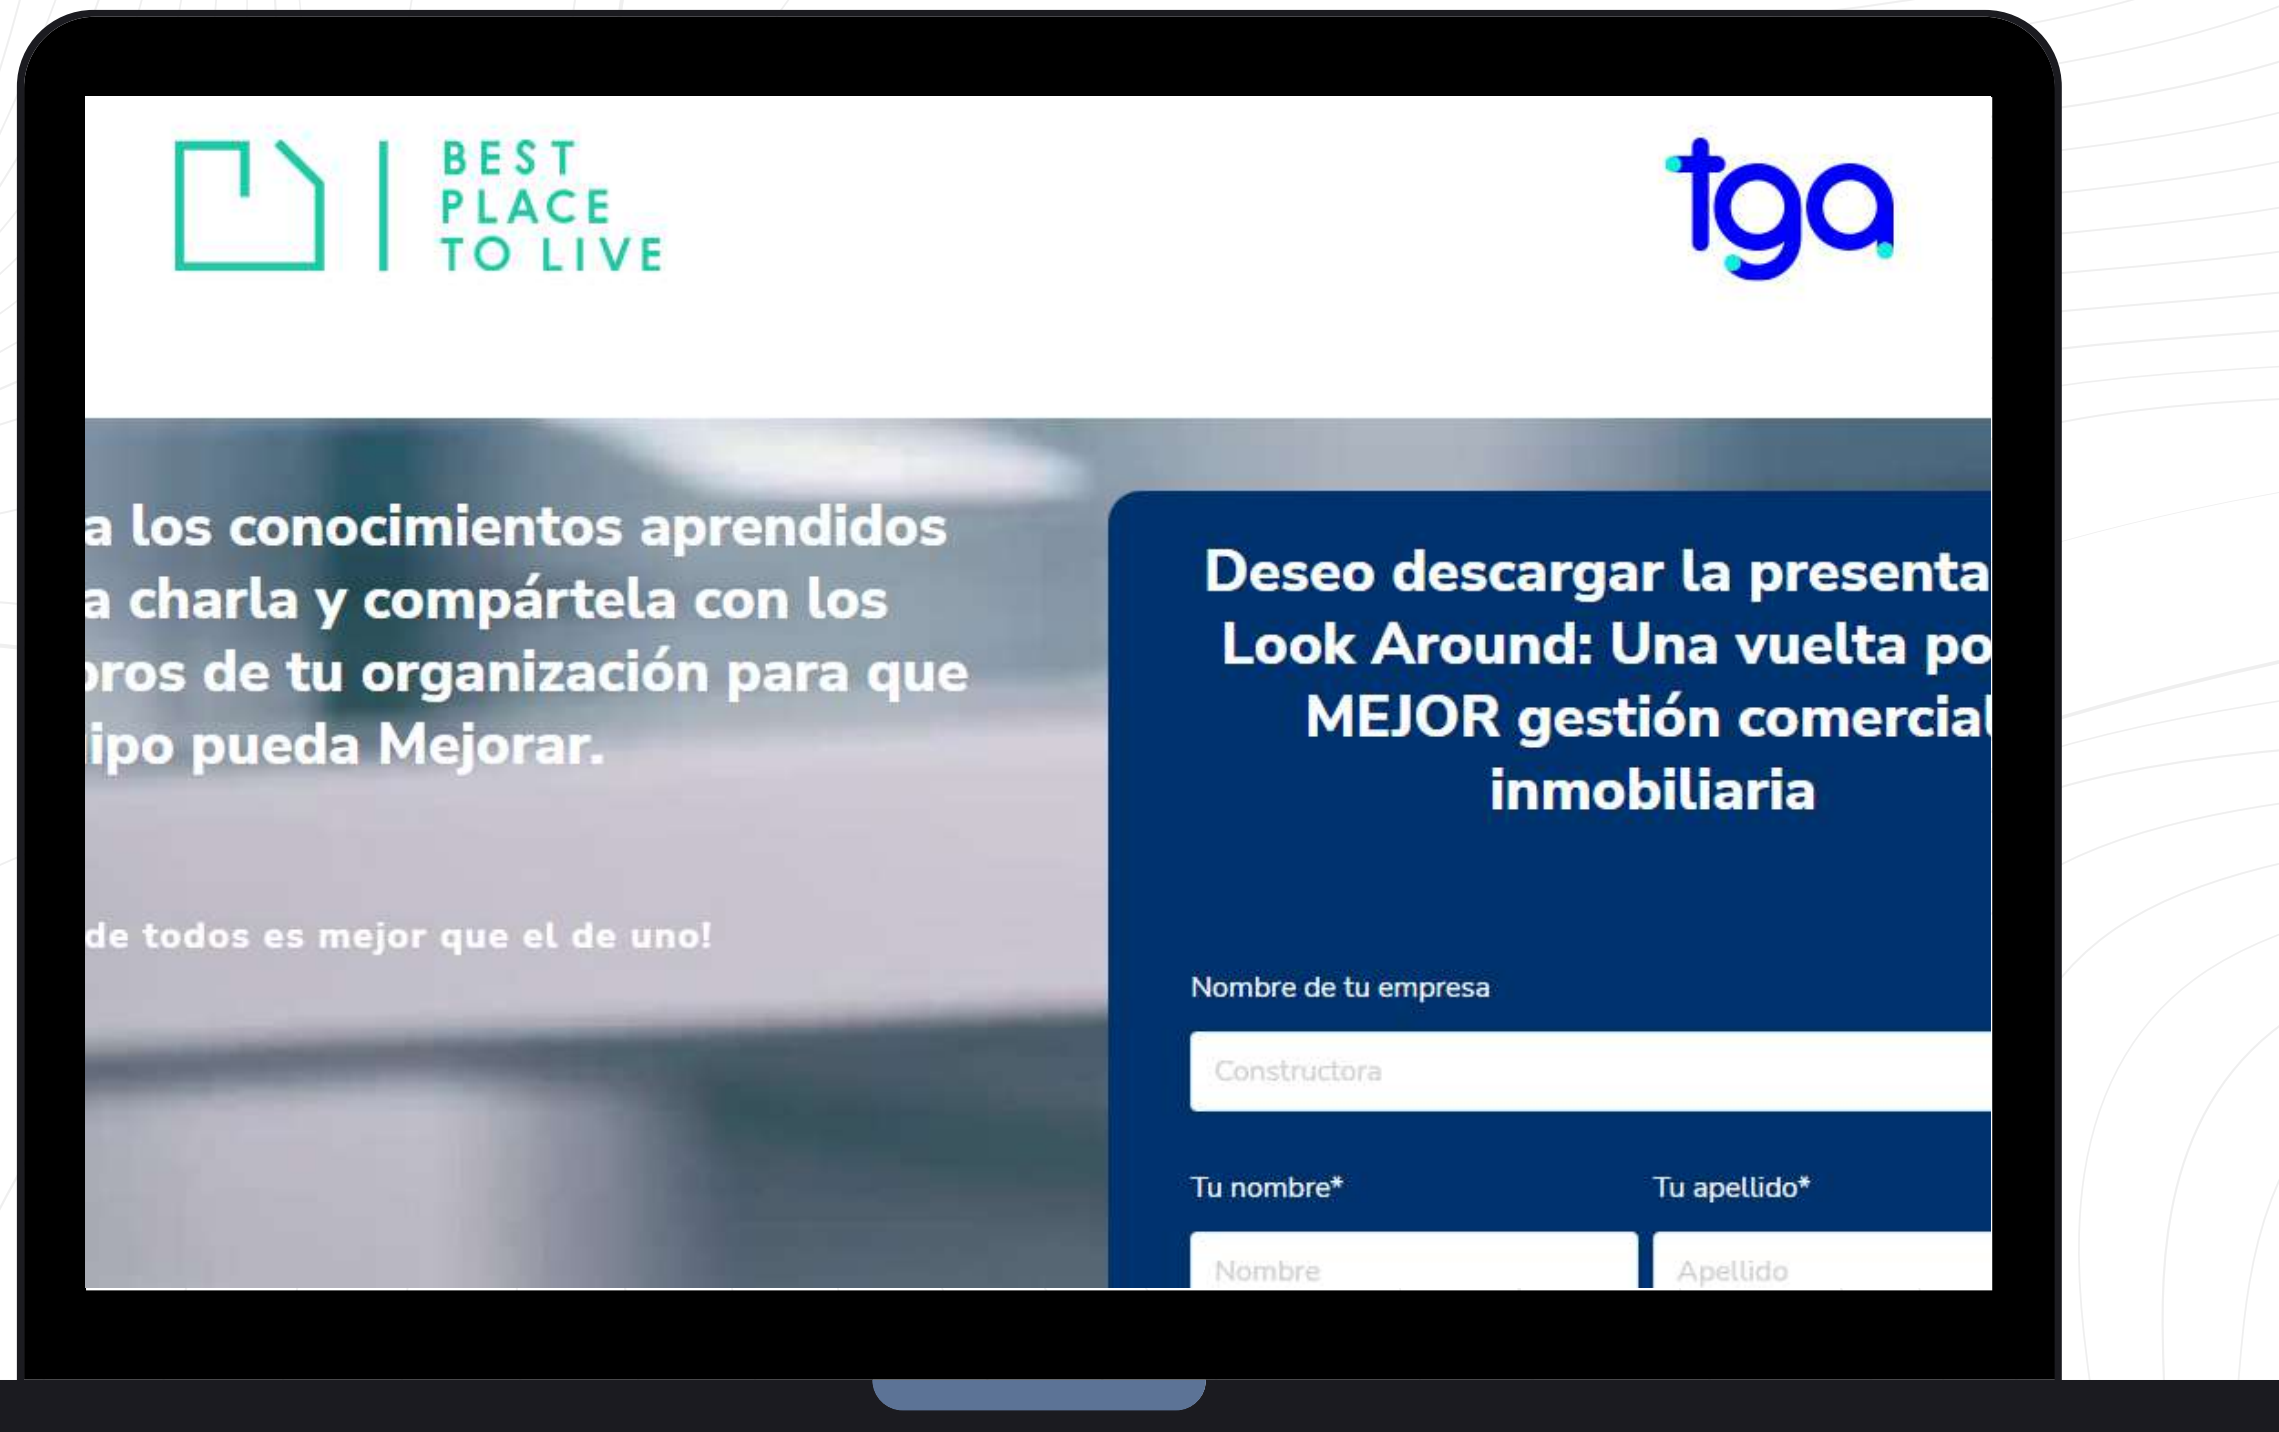 BEST
PLACE
TO LIVE
tga
a los conocimientos aprendidos
a charla y compártela con los
bros de tu organización para que
ipo pueda Mejorar.
de todos es mejor que el de uno!
Deseo descargar la presenta
Look Around: Una vuelta po
MEJOR gestión comercial
inmobiliaria
Nombre de tu empresa
Constructora
Tu nombre* Tu apellido*
Nombre Apellido